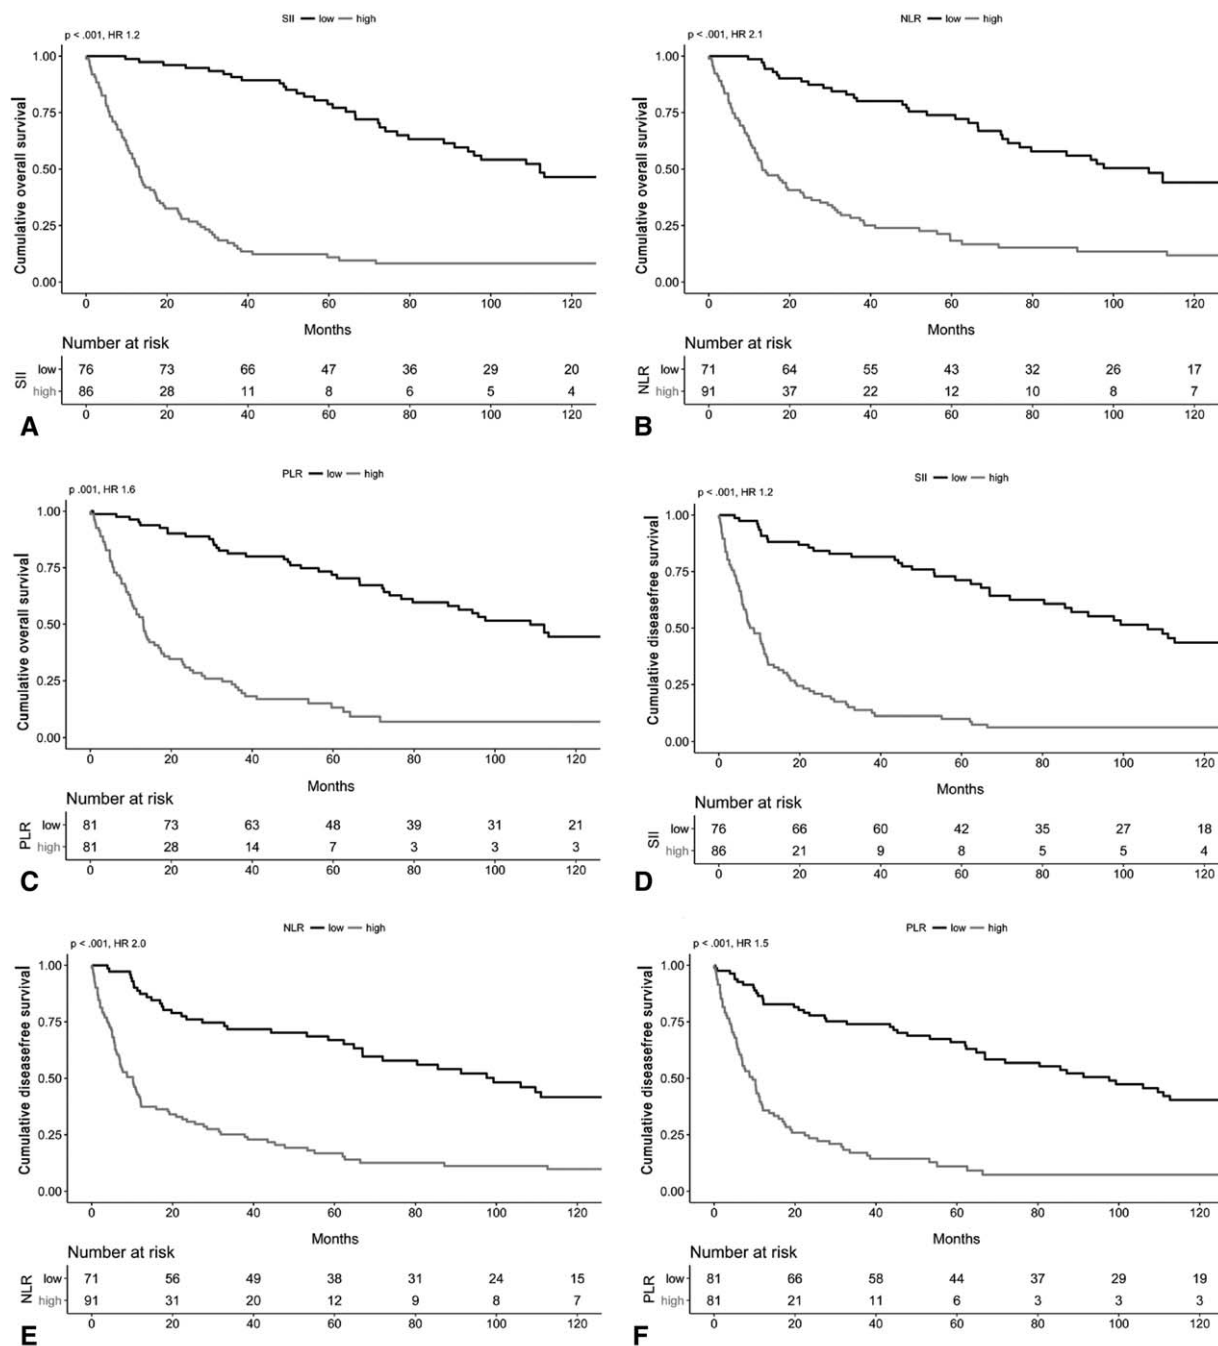 SII low high
p < .001, HR 1.2
1.00
0.75
0.50
0.25
0.00
Cumulative overall survival
0 20 40 60 80 100 120
Months
Number at risk
SII
low 76 73 66 47 36 29 20
high 86 28 11 8 6 5 4
0 20 40 60 80 100 120
A
NLR low high
p < .001, HR 2.1
1.00
0.75
0.50
0.25
0.00
Cumulative overall survival
0 20 40 60 80 100 120
Months
Number at risk
NLR
low 71 64 55 43 32 26 17
high 91 37 22 12 10 8 7
0 20 40 60 80 100 120
B
PLR low high
p .001, HR 1.6
1.00
0.75
0.50
0.25
0.00
Cumulative overall survival
0 20 40 60 80 100 120
Months
Number at risk
PLR
low 81 73 63 48 39 31 21
high 81 28 14 7 3 3 3
0 20 40 60 80 100 120
C
SII low high
p < .001, HR 1.2
1.00
0.75
0.50
0.25
0.00
Cumulative diseasefree survival
0 20 40 60 80 100 120
Months
Number at risk
SII
low 76 66 60 42 35 27 18
high 86 21 9 8 5 5 4
0 20 40 60 80 100 120
D
NLR low high
p < .001, HR 2.0
1.00
0.75
0.50
0.25
0.00
Cumulative diseasefree survival
0 20 40 60 80 100 120
Months
Number at risk
NLR
low 71 56 49 38 31 24 15
high 91 31 20 12 9 8 7
0 20 40 60 80 100 120
E
PLR low high
p < .001, HR 1.5
1.00
0.75
0.50
0.25
0.00
Cumulative diseasefree survival
0 20 40 60 80 100 120
Months
Number at risk
PLR
low 81 66 58 44 37 29 19
high 81 21 11 6 3 3 3
0 20 40 60 80 100 120
F